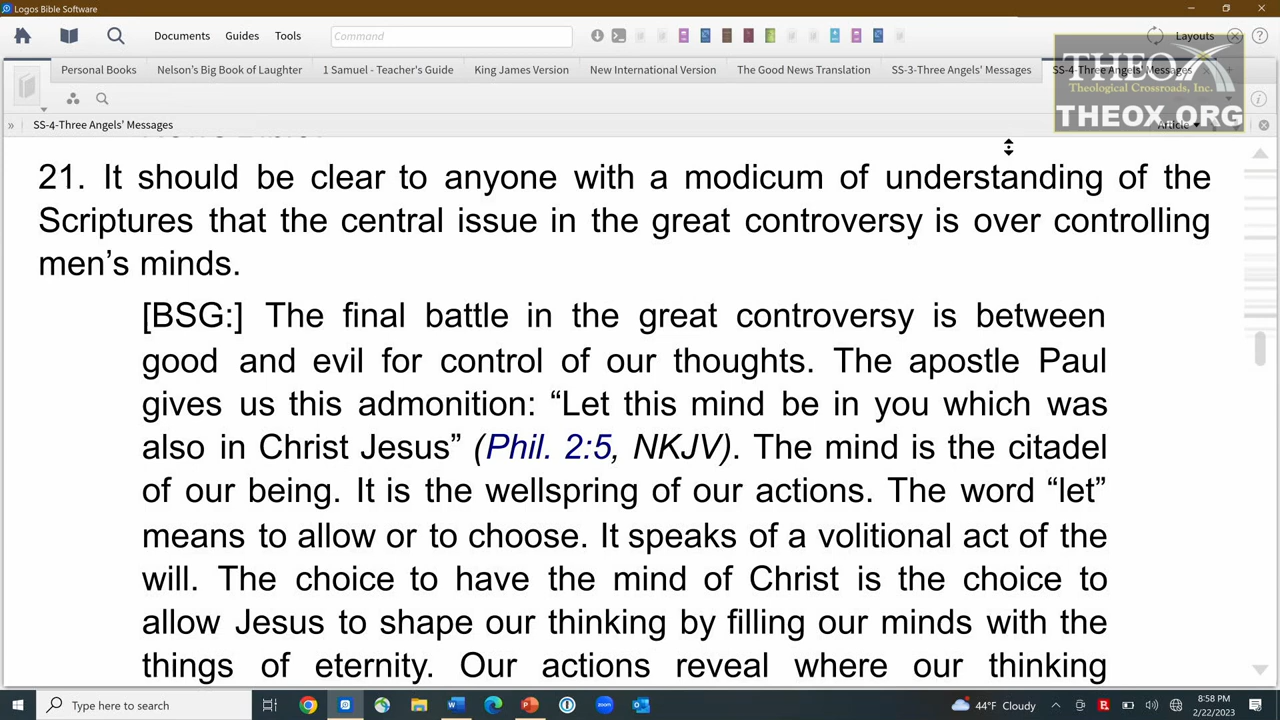 Logos Bible Software
Documents Guides Tools Command Layouts
Personal Books Nelson's Big Book of Laughter 1 Samuel King James Version New International Version The Good News Translation SS-3-Three Angels' Messages SS-4-Three Angels' Messages
THEOX
Theological Crossroads, Inc.
THEOX.ORG
SS-4-Three Angels' Messages Article
21. It should be clear to anyone with a modicum of understanding of the
Scriptures that the central issue in the great controversy is over controlling
men’s minds.
[BSG:] The final battle in the great controversy is between
good and evil for control of our thoughts. The apostle Paul
gives us this admonition: “Let this mind be in you which was
also in Christ Jesus” (Phil. 2:5, NKJV). The mind is the citadel
of our being. It is the wellspring of our actions. The word “let”
means to allow or to choose. It speaks of a volitional act of the
will. The choice to have the mind of Christ is the choice to
allow Jesus to shape our thinking by filling our minds with the
things of eternity. Our actions reveal where our thinking
Type here to search
44°F Cloudy
8:58 PM
2/22/2023